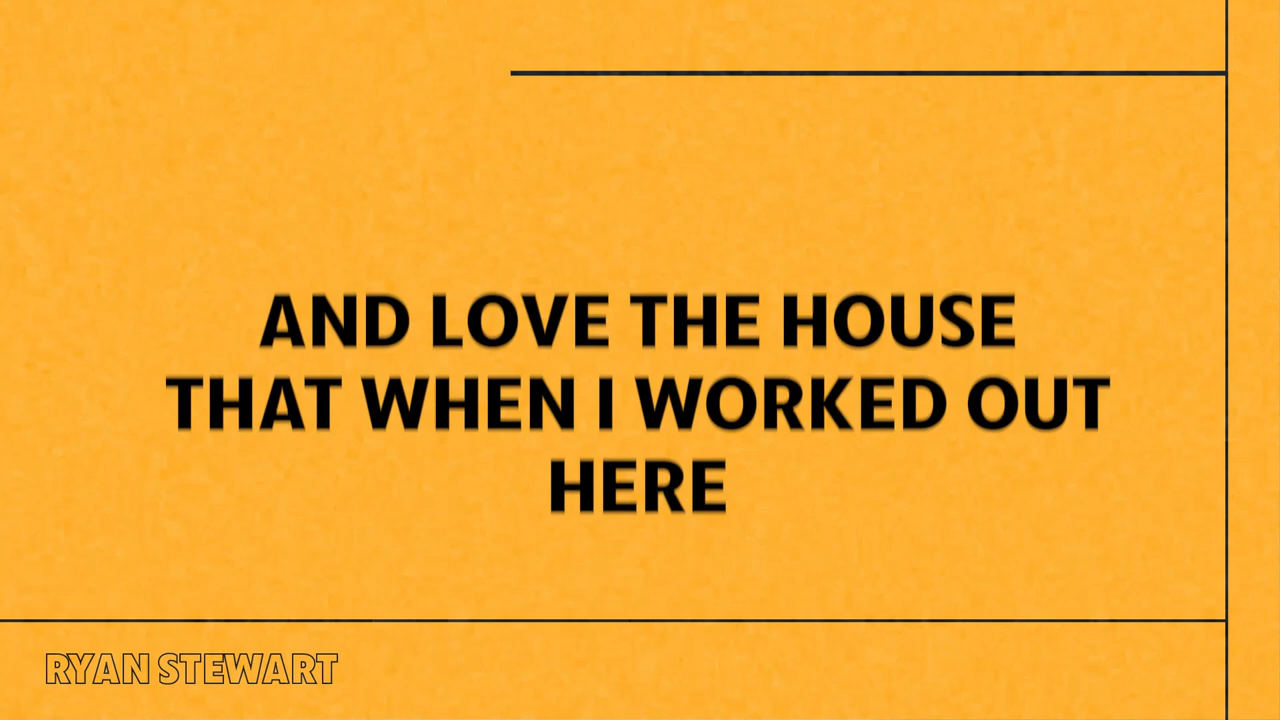 AND LOVE THE HOUSE
THAT WHEN I WORKED OUT
HERE
RYAN STEWART